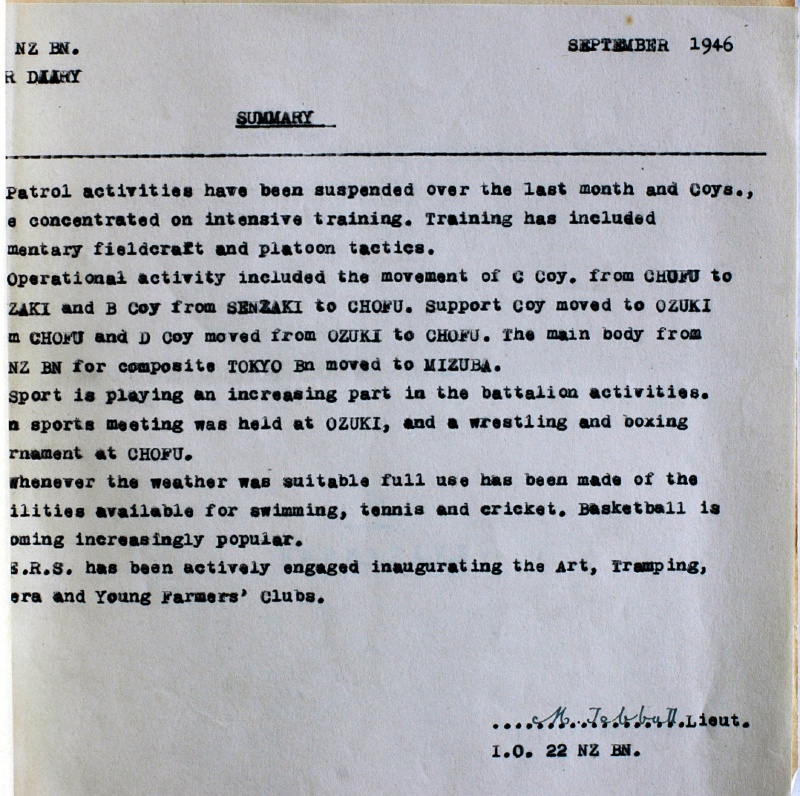 NZ BN.
SEPTEMBER 1946
R DIARY
SUMMARY
Patrol activities have been suspended over the last month and Coys.,
e concentrated on intensive training. Training has included
mentary fieldcraft and platoon tactics.
Operational activity included the movement of C Coy. from CHOFU to
ZAKI and B Coy from SENZAKI to CHOFU. Support Coy moved to OZUKI
m CHOFU and D Coy moved from OZUKI to CHOFU. The main body from
NZ BN for composite TOKYO Bn moved to MIZUBA.
Sport is playing an increasing part in the battalion activities.
n sports meeting was held at OZUKI, and a wrestling and boxing
rnament at CHOFU.
Whenever the weather was suitable full use has been made of the
ilities available for swimming, tennis and cricket. Basketball is
oming increasingly popular.
E.R.S. has been actively engaged inaugurating the Art, Tramping,
era and Young Farmers' Clubs.
Lieut.
I.O. 22 NZ BN.